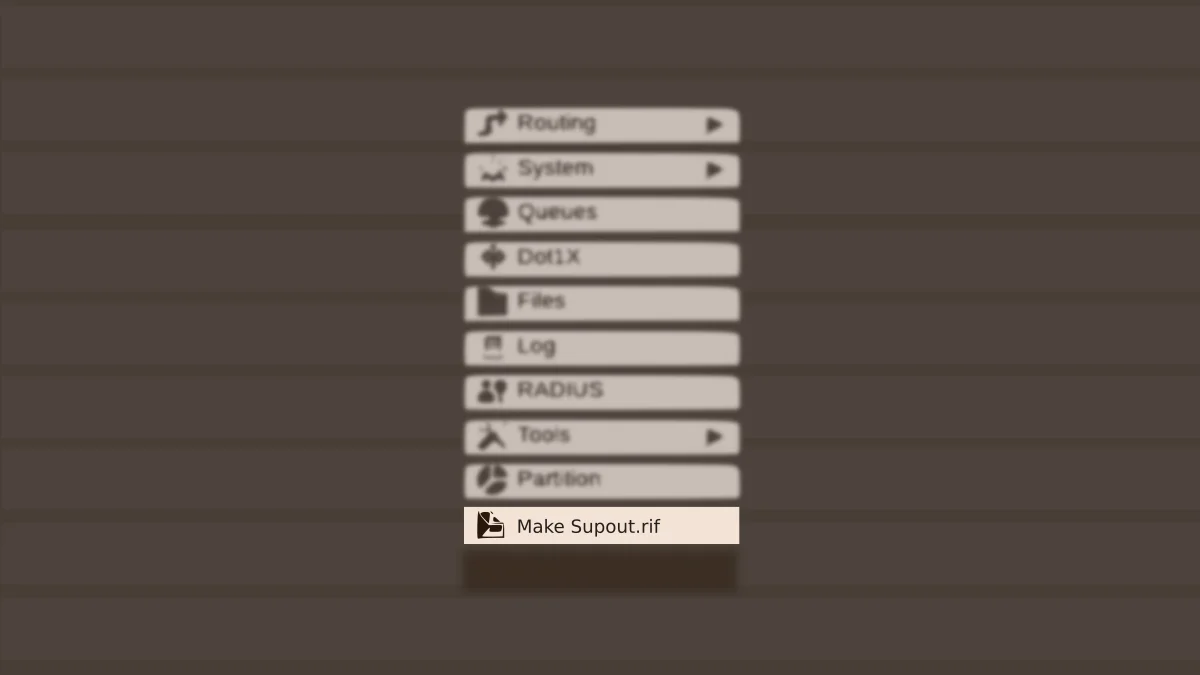 Routing
System
Queues
Dot1X
Files
Log
RADIUS
Tools
Partition
Make Supout.rif